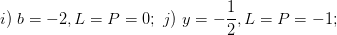 i) b = −2, L = P = 0; j) y = −1/2, L = P = −1;